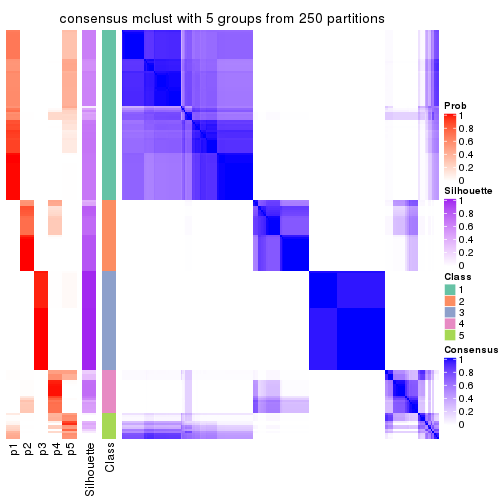 consensus mclust with 5 groups from 250 partitions
Prob
1
0.8
0.6
0.4
0.2
0
Silhouette
1
0.8
0.6
0.4
0.2
0
Class
1
2
3
4
5
Consensus
1
0.8
0.6
0.4
0.2
0
p1
p2
p3
p4
p5
Silhouette
Class